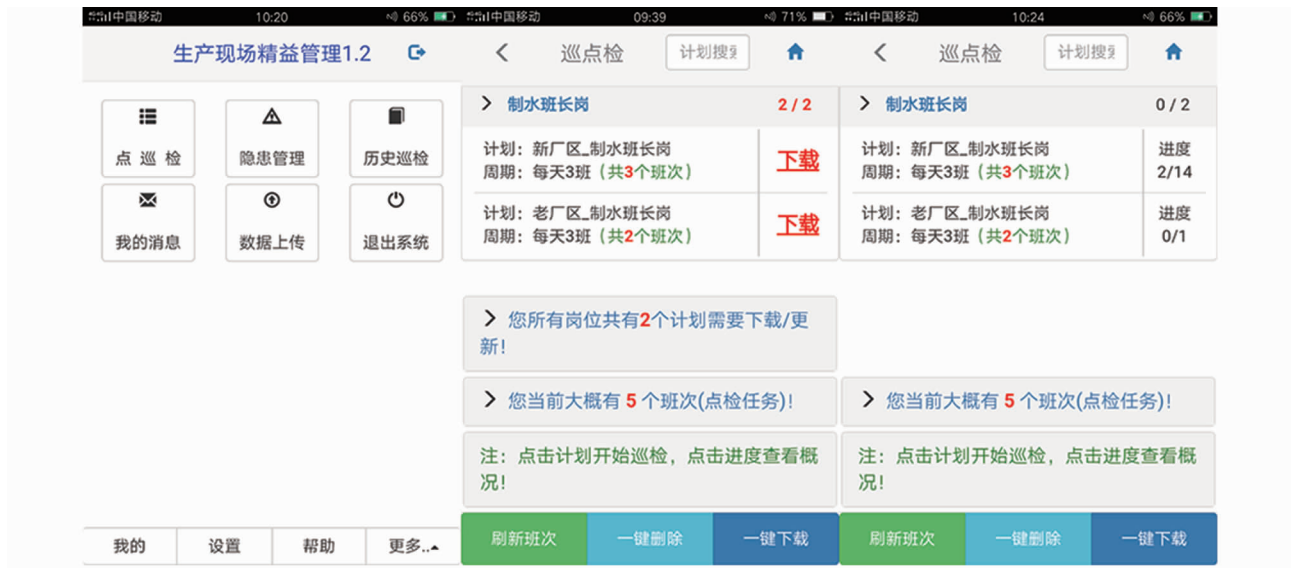 中国移动 10:20 66%
生产现场精益管理1.2
点 巡 检 隐患管理 历史巡检
我的消息 数据上传 退出系统
我的 设置 帮助 更多..
中国移动 09:39 71%
巡点检 计划搜
制水班长岗 2 / 2
计划：新厂区_制水班长岗
周期：每天3班（共3个班次）
下载
计划：老厂区_制水班长岗
周期：每天3班（共2个班次）
下载
您所有岗位共有2个计划需要下载/更
新！
您当前大概有 5 个班次(点检任务)！
注：点击计划开始巡检，点击进度查看概
况！
刷新班次 一键删除 一键下载
中国移动 10:24 66%
巡点检 计划搜
制水班长岗 0 / 2
计划：新厂区_制水班长岗
周期：每天3班（共3个班次）
进度
2/14
计划：老厂区_制水班长岗
周期：每天3班（共2个班次）
进度
0/1
您当前大概有 5 个班次(点检任务)！
注：点击计划开始巡检，点击进度查看概
况！
刷新班次 一键删除 一键下载